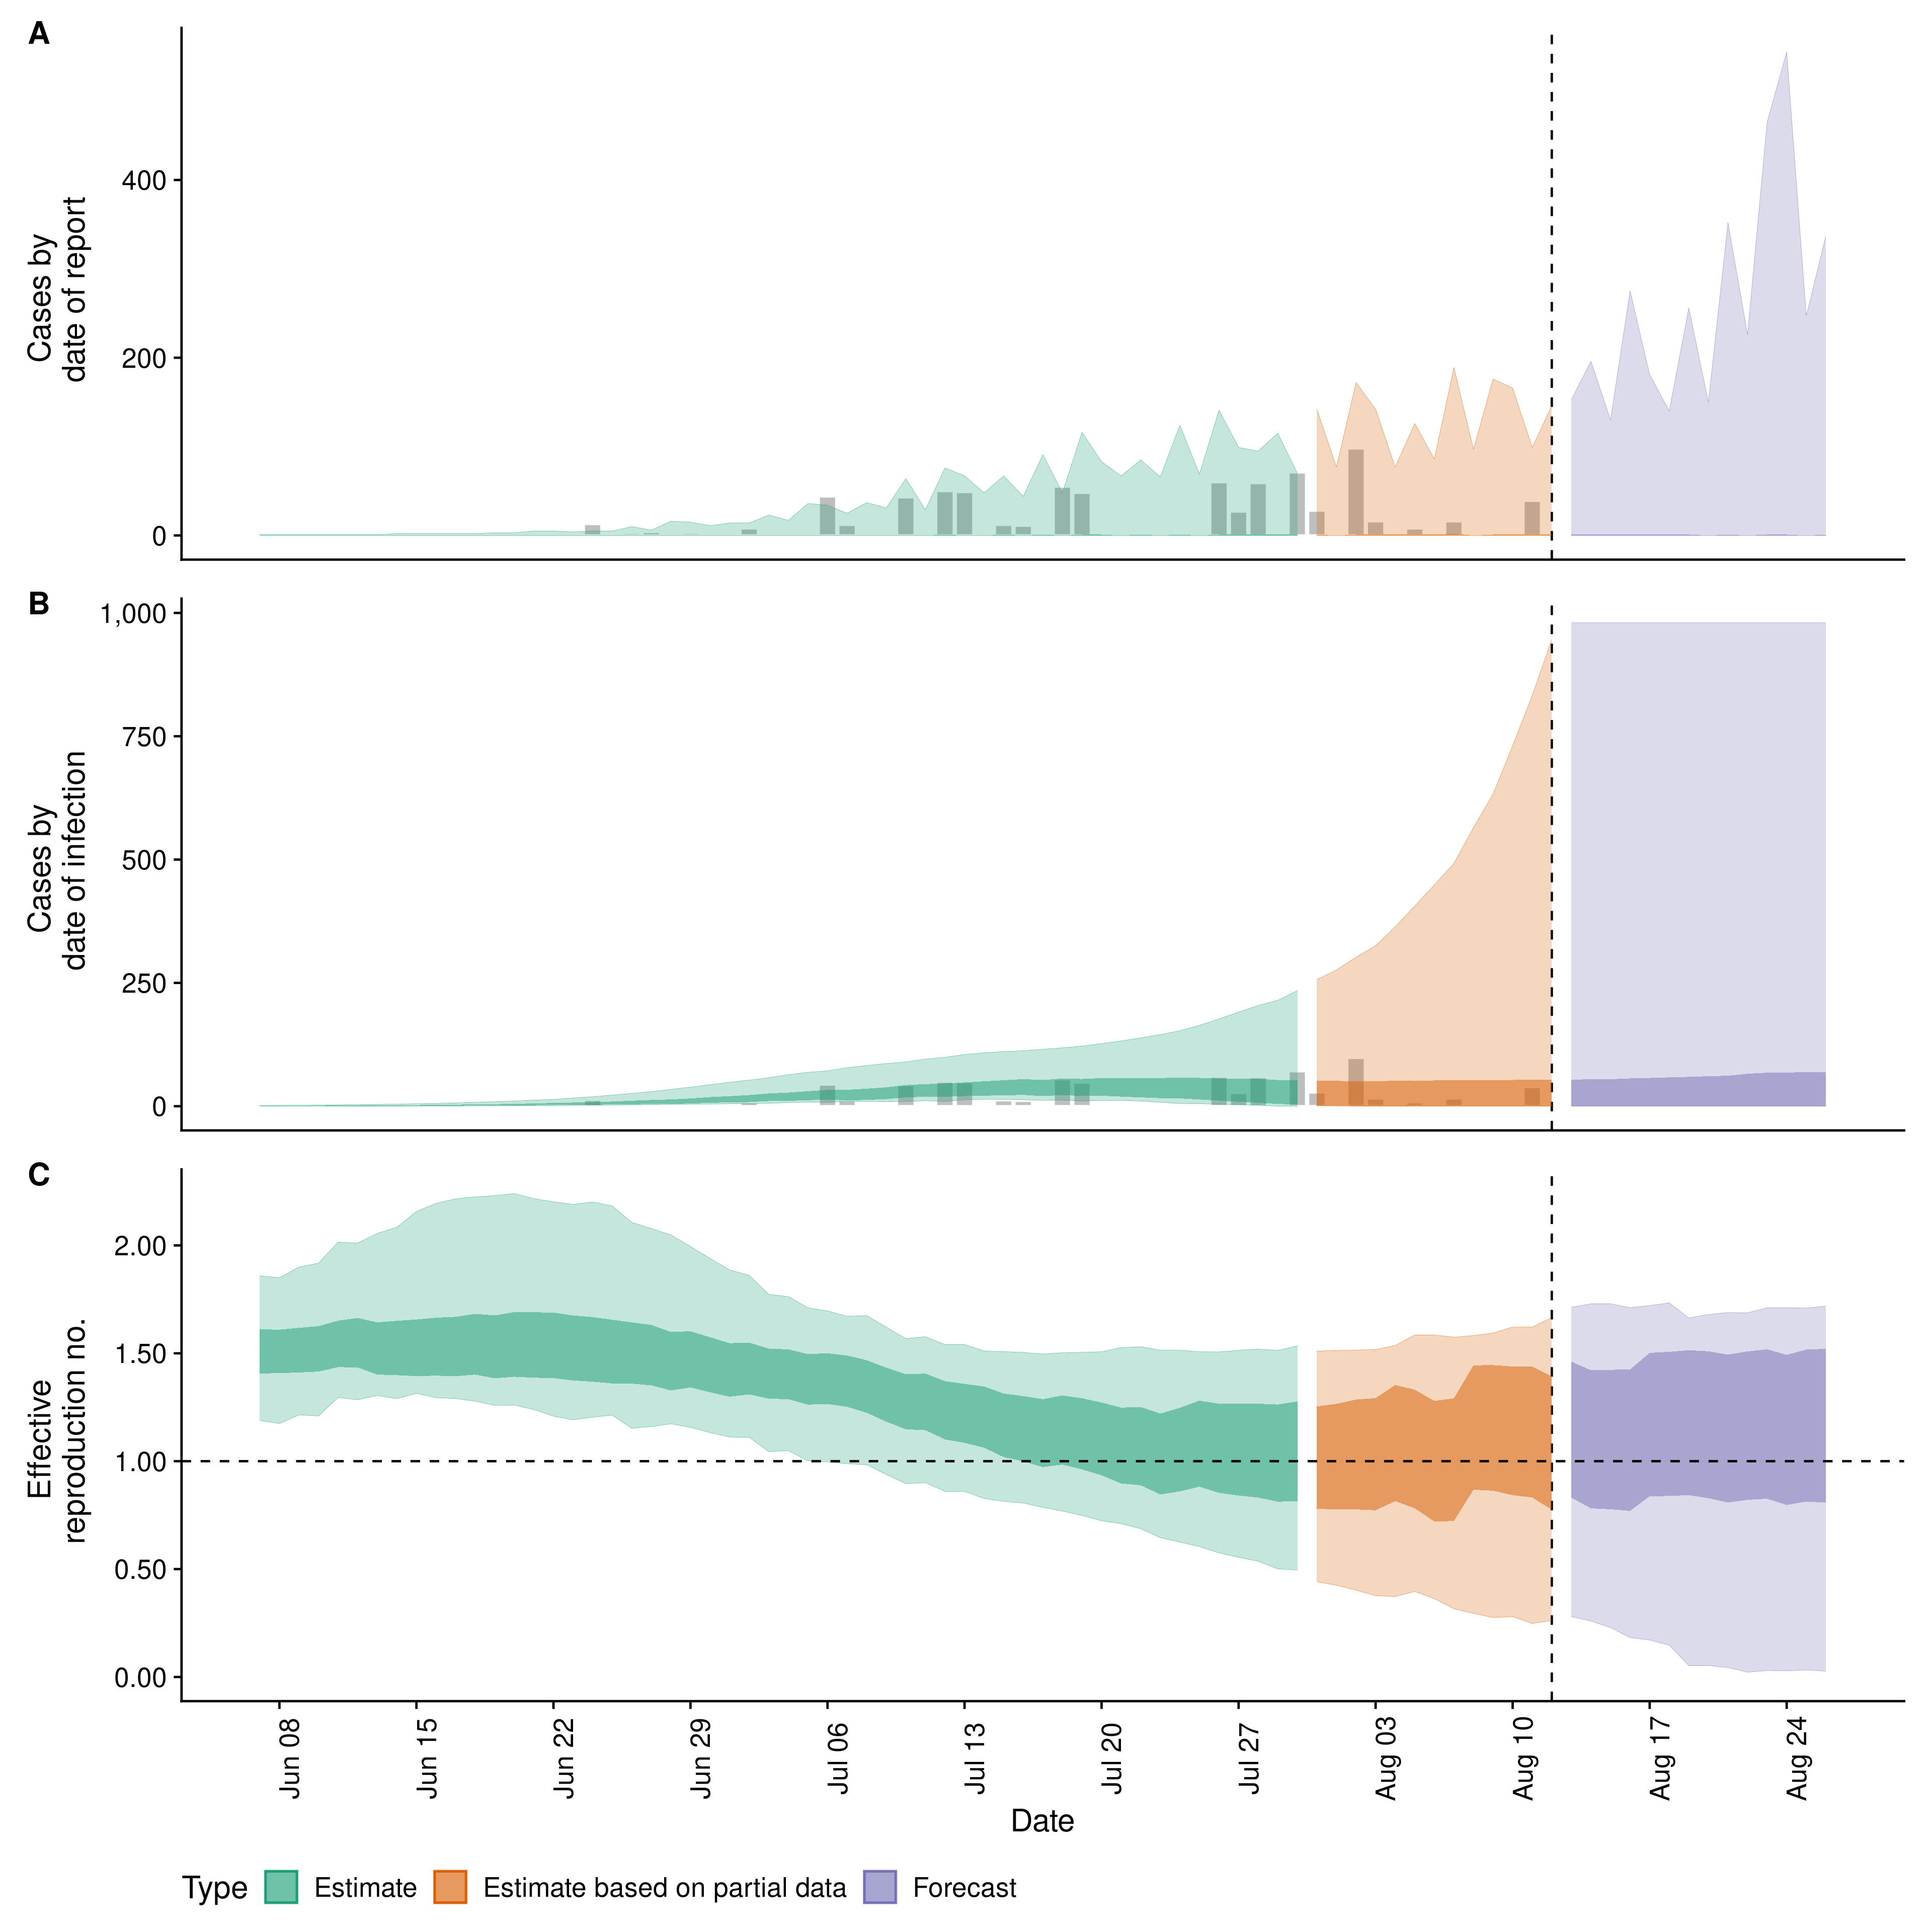 A
Cases by
date of report
400
200
0
B
Cases by
date of infection
1,000
750
500
250
0
C
Effective
reproduction no.
2.00
1.50
1.00
0.50
0.00
Jun 08
Jun 15
Jun 22
Jun 29
Jul 06
Jul 13
Jul 20
Jul 27
Aug 03
Aug 10
Aug 17
Aug 24
Date
Type Estimate Estimate based on partial data Forecast